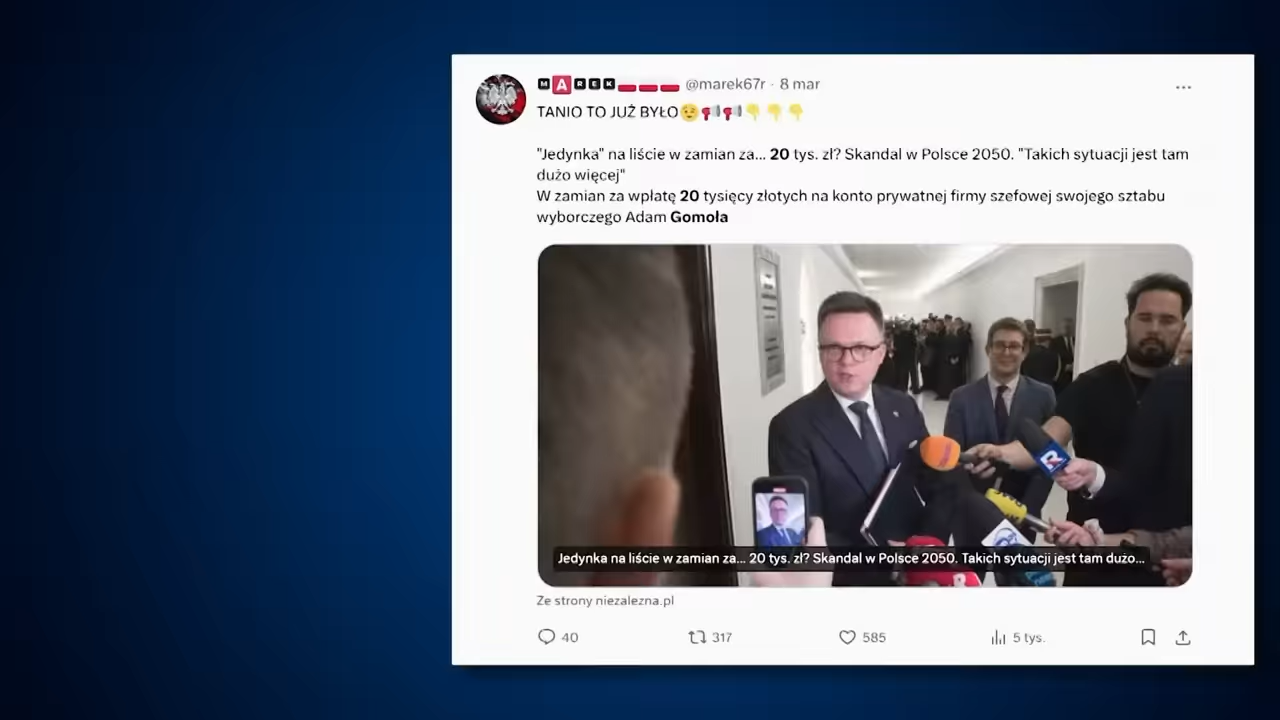 MAREK @marek67r · 8 mar
TANIO TO JUŻ BYŁO
"Jedynka" na liście w zamian za... 20 tys. zł? Skandal w Polsce 2050. "Takich sytuacji jest tam
dużo więcej"
W zamian za wpłatę 20 tysięcy złotych na konto prywatnej firmy szefowej swojego sztabu
wyborczego Adam Gomoła
Jedynka na liście w zamian za... 20 tys. zł? Skandal w Polsce 2050. Takich sytuacji jest tam dużo...
Ze strony niezalezna.pl
40 317 585 5 tys.